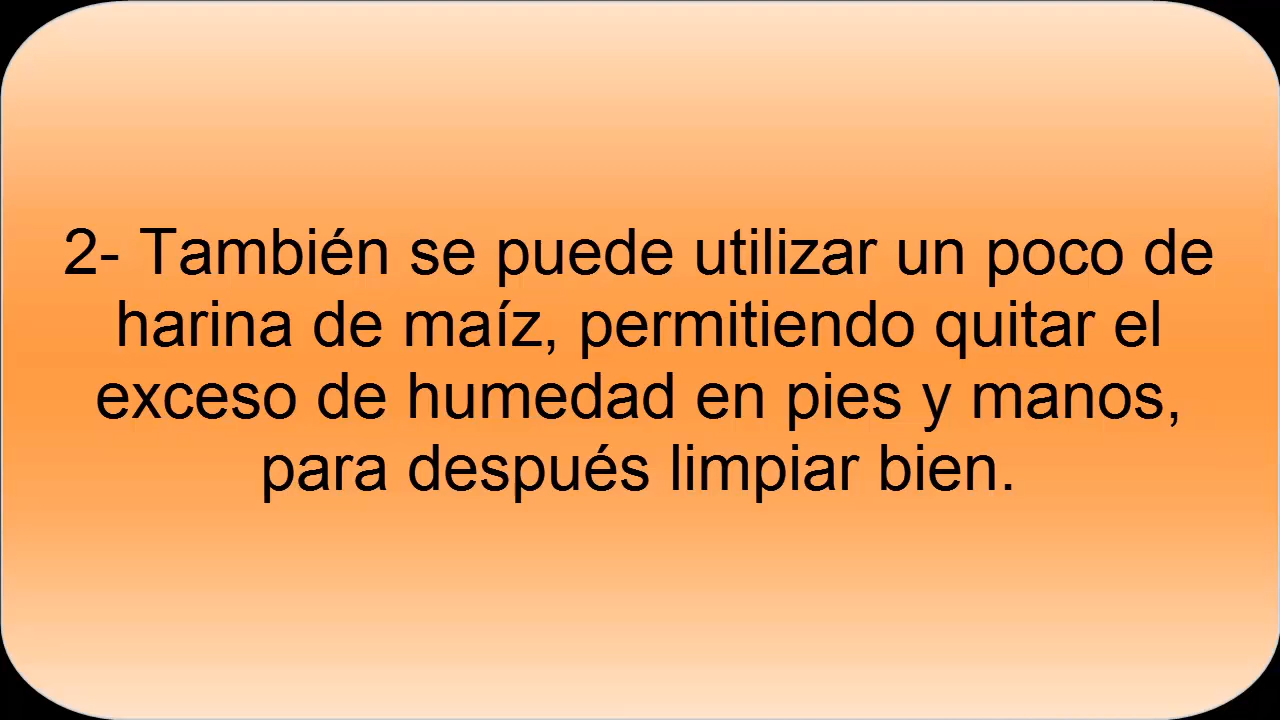 2- También se puede utilizar un poco de
harina de maíz, permitiendo quitar el
exceso de humedad en pies y manos,
para después limpiar bien.